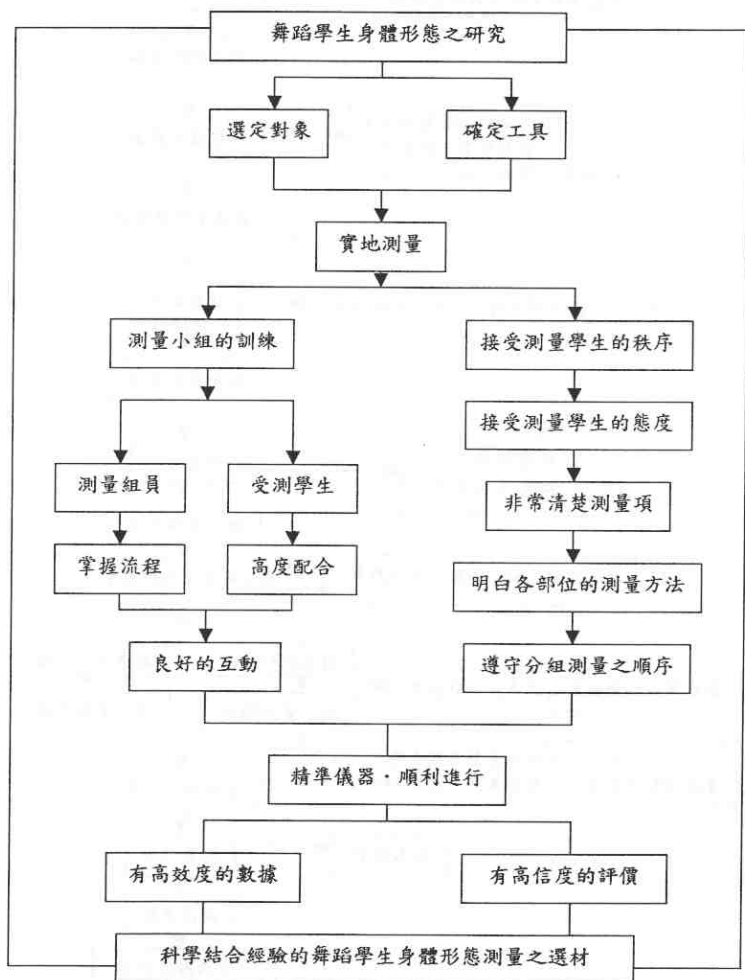 舞蹈學生身體形態之研究
選定對象
確定工具
實地測量
測量小組的訓練
接受測量學生的秩序
接受測量學生的態度
測量組員
受測學生
非常清楚測量項
掌握流程
高度配合
明白各部位的測量方法
良好的互動
遵守分組測量之順序
精準儀器·順利進行
有高效度的數據
有高信度的評價
科學結合經驗的舞蹈學生身體形態測量之選材